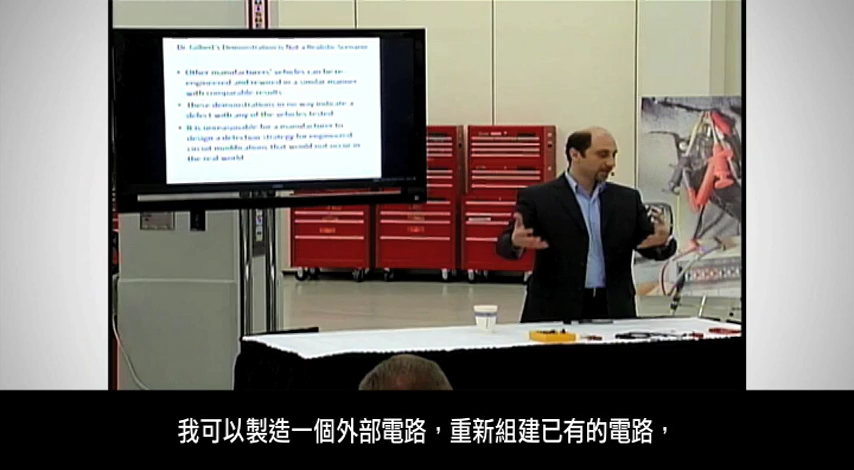 Dr. Gilbert's Demonstration is Not a Realistic Scenario
• Other manufacturers' vehicles can be re-
engineered and rewired in a similar manner
with comparable results
• These demonstrations in no way indicate a
defect with any of the vehicles tested
• It is unreasonable for a manufacturer to
design a detection strategy for engineered
circuit modifications that would not occur in
the real world
我可以製造一個外部電路，重新組建已有的電路，